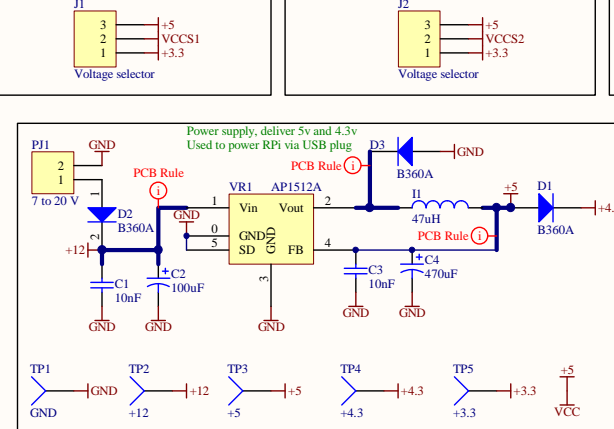 J1
3 +5
2 VCCS1
1 +3.3
Voltage selector
J2
3 +5
2 VCCS2
1 +3.3
Voltage selector
Power supply, deliver 5v and 4.3v
Used to power RPi via USB plug
PJ1
GND
2
1
7 to 20 V
1
D2
B360A
2
+12
C1
10nF
GND
PCB Rule
i
C2
100uF
GND
GND
VR1 AP1512A
1 Vin Vout 2
0 GND GND
5 SD FB 4
3
GND
PCB Rule
i
D3
GND
B360A
I1
47uH
+5
D1
B360A
PCB Rule
i
C3
10nF
GND
C4
470uF
GND
TP1
GND
GND
TP2
+12
+12
TP3
+5
+5
TP4
+4.3
+4.3
TP5
+3.3
+3.3
+5
VCC